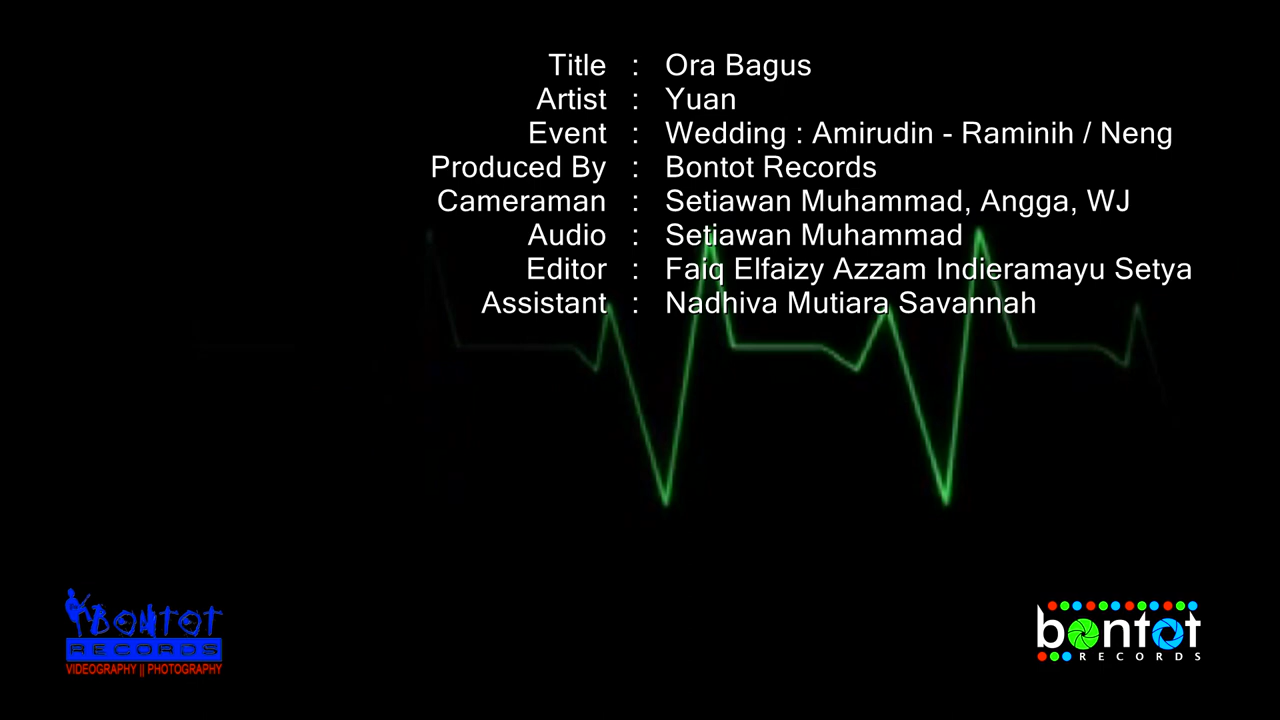 Title : Ora Bagus
Artist : Yuan
Event : Wedding : Amirudin - Raminih / Neng
Produced By : Bontot Records
Cameraman : Setiawan Muhammad, Angga, WJ
Audio : Setiawan Muhammad
Editor : Faiq Elfaizy Azzam Indieramayu Setya
Assistant : Nadhiva Mutiara Savannah
BONTOT
RECORDS
VIDEOGRAPHY || PHOTOGRAPHY
bontot
RECORDS